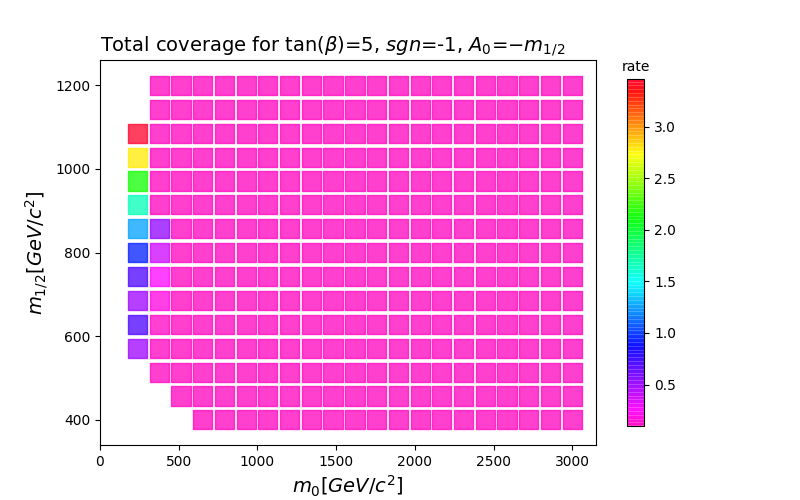 Total coverage for tan(β)=5, sgn=-1, A₀=−m₁/₂
rate
1200
1000
800
600
400
m₁/₂[GeV/c²]
0 500 1000 1500 2000 2500 3000
m₀[GeV/c²]
3.0
2.5
2.0
1.5
1.0
0.5